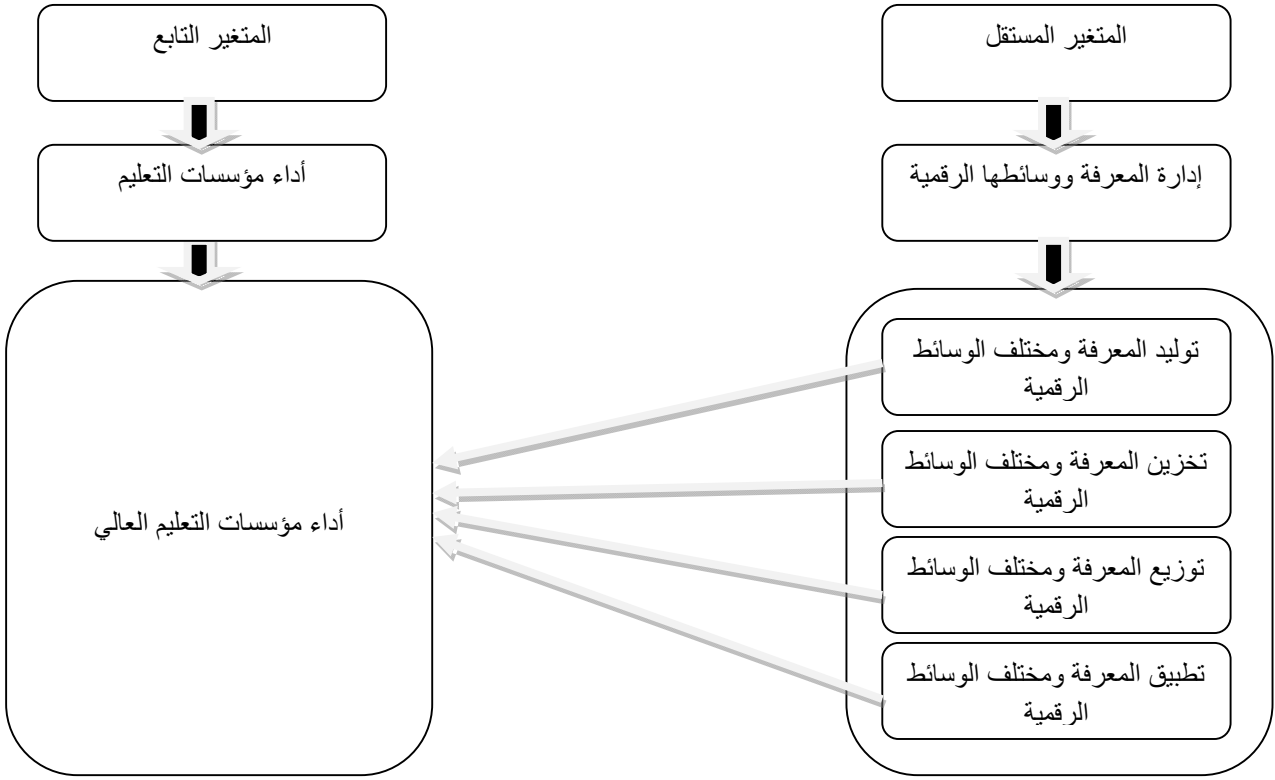 المتغير المستقل
المتغير التابع
إدارة المعرفة ووسائطها الرقمية
أداء مؤسسات التعليم
توليد المعرفة ومختلف الوسائط
الرقمية
تخزين المعرفة ومختلف الوسائط
الرقمية
توزيع المعرفة ومختلف الوسائط
الرقمية
تطبيق المعرفة ومختلف الوسائط
الرقمية
أداء مؤسسات التعليم العالي